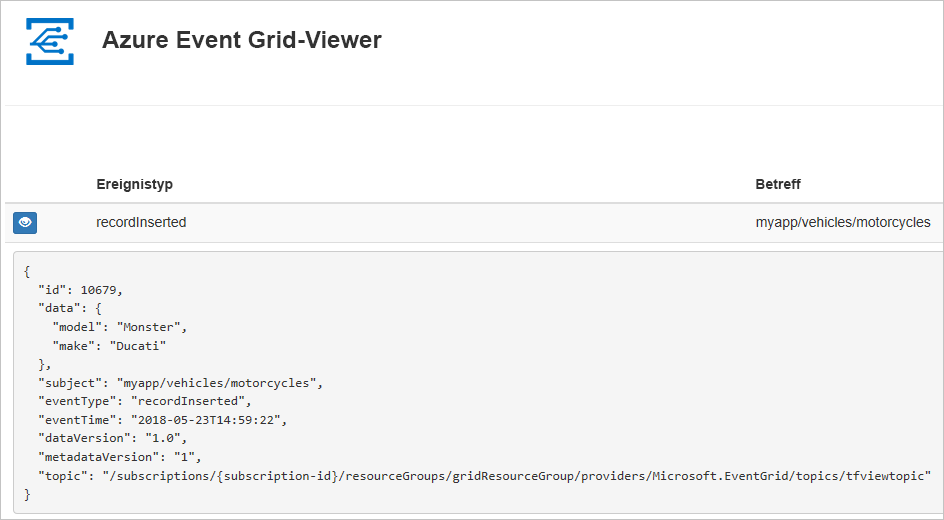 Azure Event Grid-Viewer
Ereignistyp Betreff
recordInserted myapp/vehicles/motorcycles
{
  "id": 10679,
  "data": {
    "model": "Monster",
    "make": "Ducati"
  },
  "subject": "myapp/vehicles/motorcycles",
  "eventType": "recordInserted",
  "eventTime": "2018-05-23T14:59:22",
  "dataVersion": "1.0",
  "metadataVersion": "1",
  "topic": "/subscriptions/{subscription-id}/resourceGroups/gridResourceGroup/providers/Microsoft.EventGrid/topics/tfviewtopic"
}